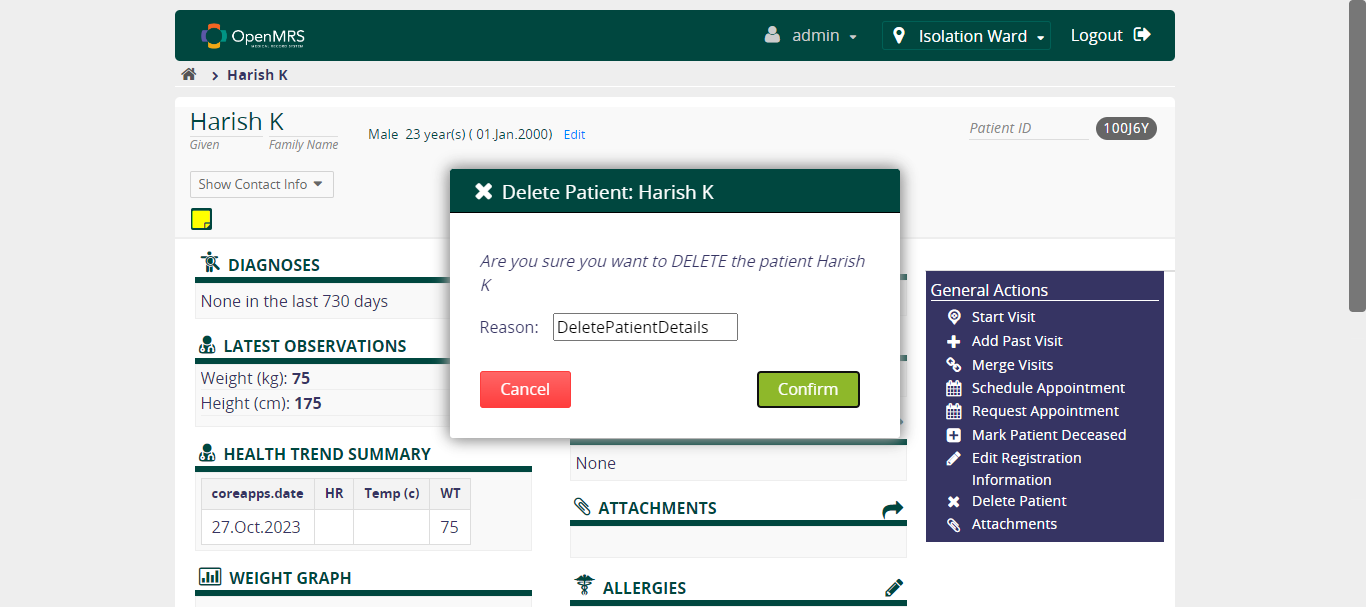 OpenMRS
MEDICAL RECORD SYSTEM
admin
Isolation Ward
Logout
Harish K
Harish K
Given
Family Name
Male 23 year(s) ( 01.Jan.2000)
Edit
Patient ID
100J6Y
Show Contact Info
Delete Patient: Harish K
Are you sure you want to DELETE the patient Harish
K
Reason:
DeletePatientDetails
Cancel
Confirm
DIAGNOSES
None in the last 730 days
LATEST OBSERVATIONS
Weight (kg): 75
Height (cm): 175
HEALTH TREND SUMMARY
coreapps.date HR Temp (c) WT
27.Oct.2023 75
WEIGHT GRAPH
None
ATTACHMENTS
ALLERGIES
General Actions
Start Visit
Add Past Visit
Merge Visits
Schedule Appointment
Request Appointment
Mark Patient Deceased
Edit Registration
Information
Delete Patient
Attachments